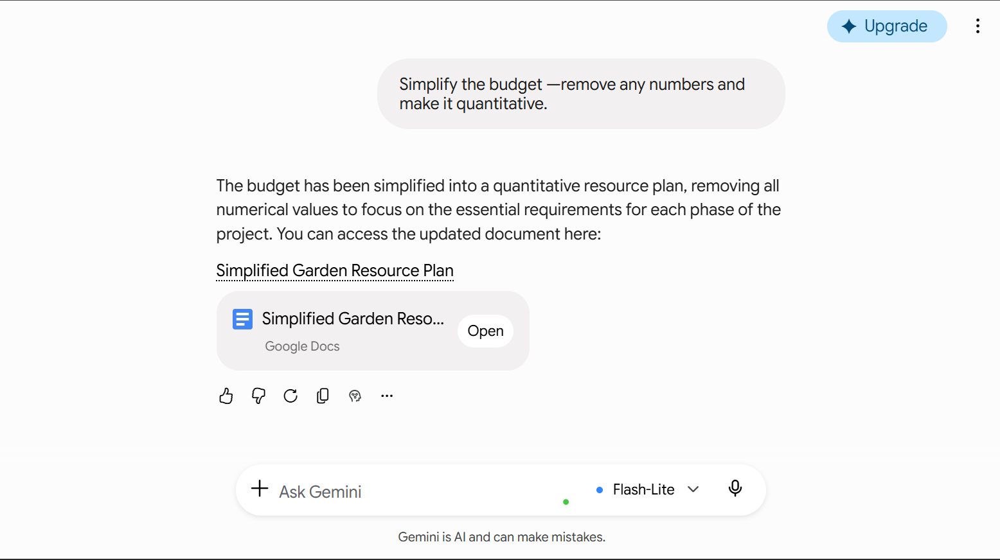 Upgrade
Simplify the budget —remove any numbers and
make it quantitative.
The budget has been simplified into a quantitative resource plan, removing all
numerical values to focus on the essential requirements for each phase of the
project. You can access the updated document here:
Simplified Garden Resource Plan
Simplified Garden Reso...
Open
Google Docs
Ask Gemini
Flash-Lite
Gemini is AI and can make mistakes.